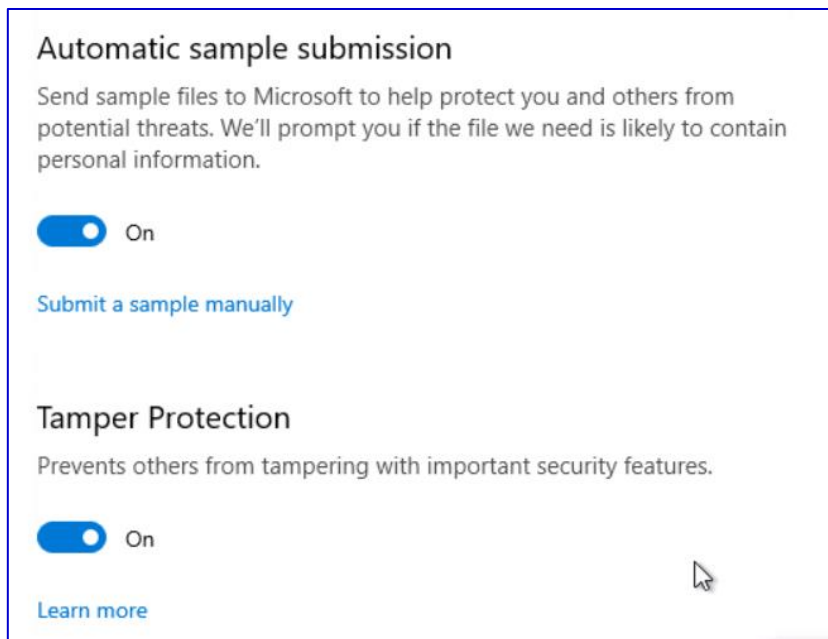 Automatic sample submission
Send sample files to Microsoft to help protect you and others from
potential threats. We'll prompt you if the file we need is likely to contain
personal information.
On
Submit a sample manually
Tamper Protection
Prevents others from tampering with important security features.
On
Learn more